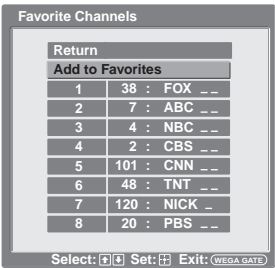 Favorite Channels
Return
Add to Favorites
1 38 : FOX _ _
2 7 : ABC _ _
3 4 : NBC _ _
4 2 : CBS _ _
5 101 : CNN _ _
6 48 : TNT _ _
7 120 : NICK _
8 20 : PBS _ _
Select: Set: Exit: WEGA GATE